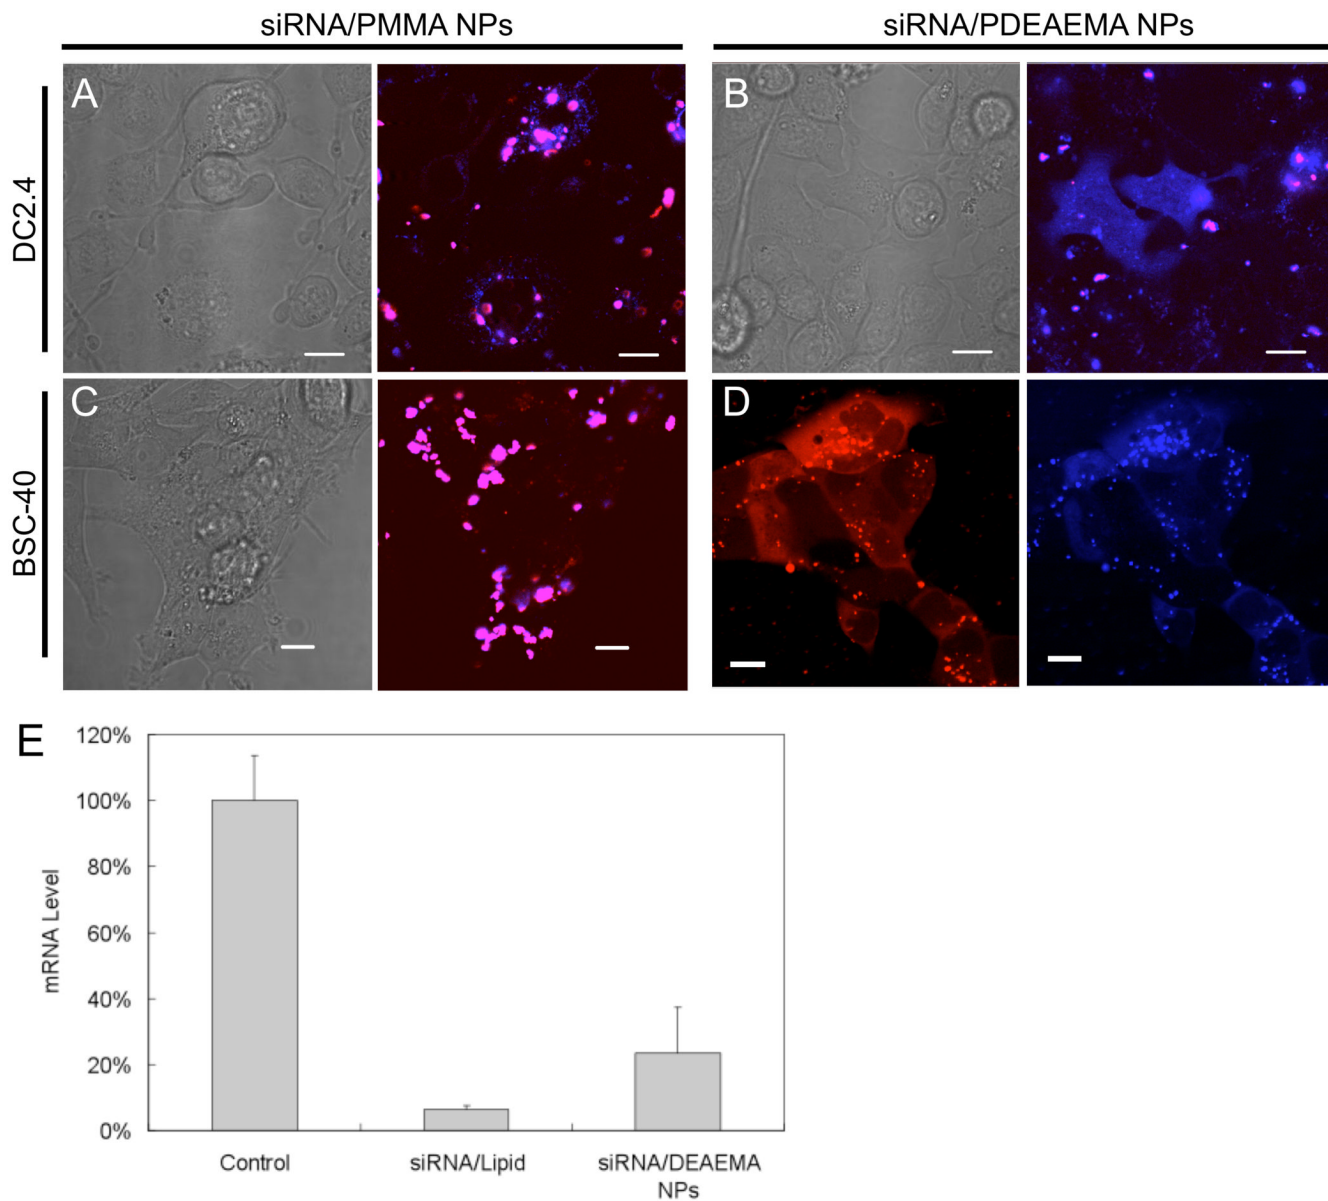 siRNA/PMMA NPs
siRNA/PDEAEMA NPs
DC2.4
A
B
BSC-40
C
D
E
120%
100%
80%
60%
40%
20%
0%
mRNA Level
Control
siRNA/Lipid
siRNA/DEAEMA
NPs